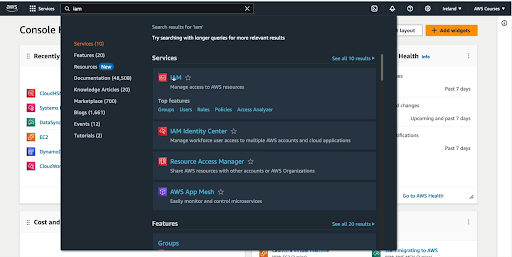 aws
Services
iam
Ireland
AWS Courses
Console H
layout
+ Add widgets
Recently
CloudHSM
Systems
DataSync
EC2
DynamoD
CloudWat
Cost and
Services (10)
Features (20)
Resources New
Documentation (48,508)
Knowledge Articles (20)
Marketplace (700)
Blogs (1,661)
Events (12)
Tutorials (2)
Search results for 'iam'
Try searching with longer queries for more relevant results
Services
See all 10 results
IAM
Manage access to AWS resources
Top features
Groups Users Roles Policies Access Analyzer
IAM Identity Center
Manage workforce user access to multiple AWS accounts and cloud applications
Resource Access Manager
Share AWS resources with other accounts or AWS Organizations
AWS App Mesh
Easily monitor and control microservices
Features
See all 20 results
Groups
Health Info
Past 7 days
changes
Upcoming and past 7 days
ifications
Past 7 days
Go to AWS Health
Start migrating to AWS